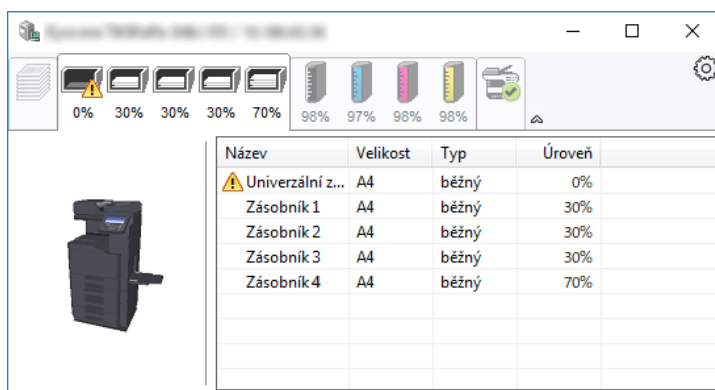 0% 30% 30% 30% 70% 98% 97% 98% 98%
Název Velikost Typ Úroveň
Univerzální z... A4 běžný 0%
Zásobník 1 A4 běžný 30%
Zásobník 2 A4 běžný 30%
Zásobník 3 A4 běžný 30%
Zásobník 4 A4 běžný 70%